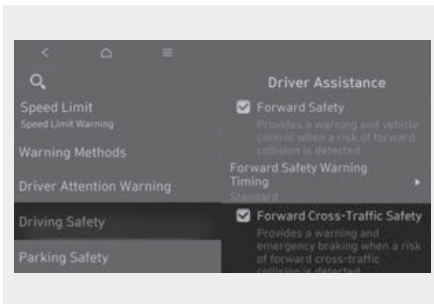 Speed Limit
Speed Limit Warning
Warning Methods
Driver Attention Warning
Driving Safety
Parking Safety
Driver Assistance
Forward Safety
Provides a warning and vehicle
control when a risk of forward
collision is detected.
Forward Safety Warning
Timing
Standard
Forward Cross-Traffic Safety
Provides a warning and
emergency braking when a risk
of forward cross-traffic
collision is detected